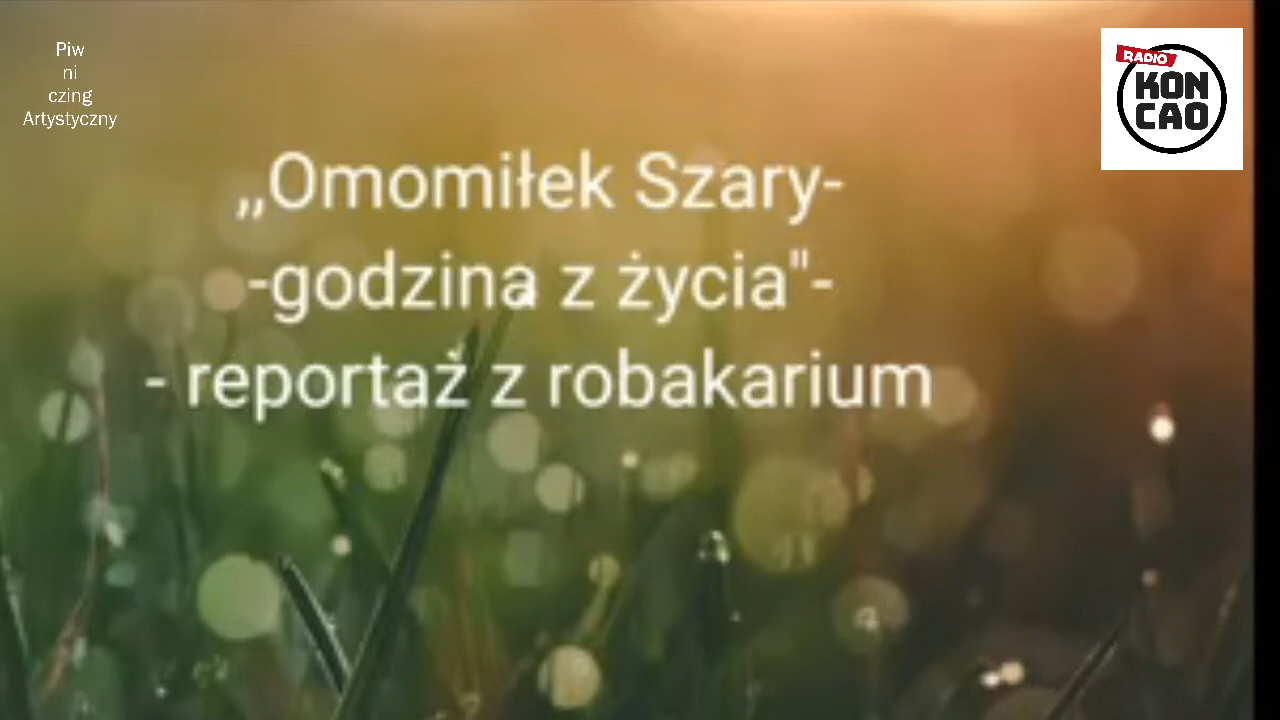 Piw
ni
czing
Artystyczny
RADIO
KON
CAO
„Omomiłek Szary-
-godzina z życia"-
- reportaż z robakarium